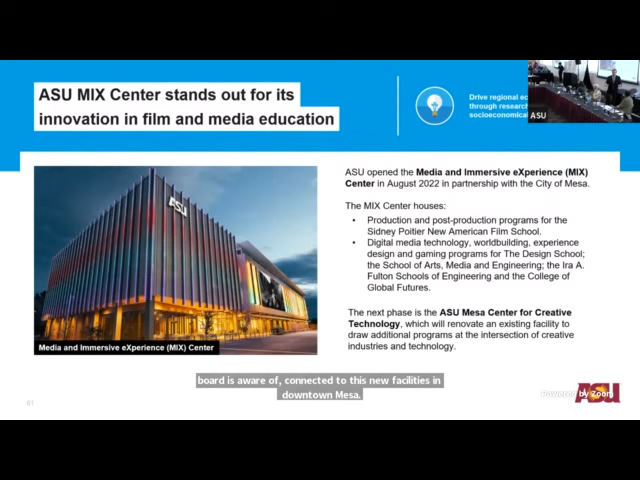 ASU MIX Center stands out for its
innovation in film and media education
Drive regional ec
through research
socioeconomical
ASU
ASU opened the Media and Immersive eXperience (MIX)
Center in August 2022 in partnership with the City of Mesa.
The MIX Center houses:
• Production and post-production programs for the
Sidney Poitier New American Film School.
• Digital media technology, worldbuilding, experience
design and gaming programs for The Design School;
the School of Arts, Media and Engineering; the Ira A.
Fulton Schools of Engineering and the College of
Global Futures.
The next phase is the ASU Mesa Center for Creative
Technology, which will renovate an existing facility to
draw additional programs at the intersection of creative
industries and technology.
ASU
Media and Immersive eXperience (MIX) Center
board is aware of, connected to this new facilities in
downtown Mesa.
61
Powered by Zoom
ASU